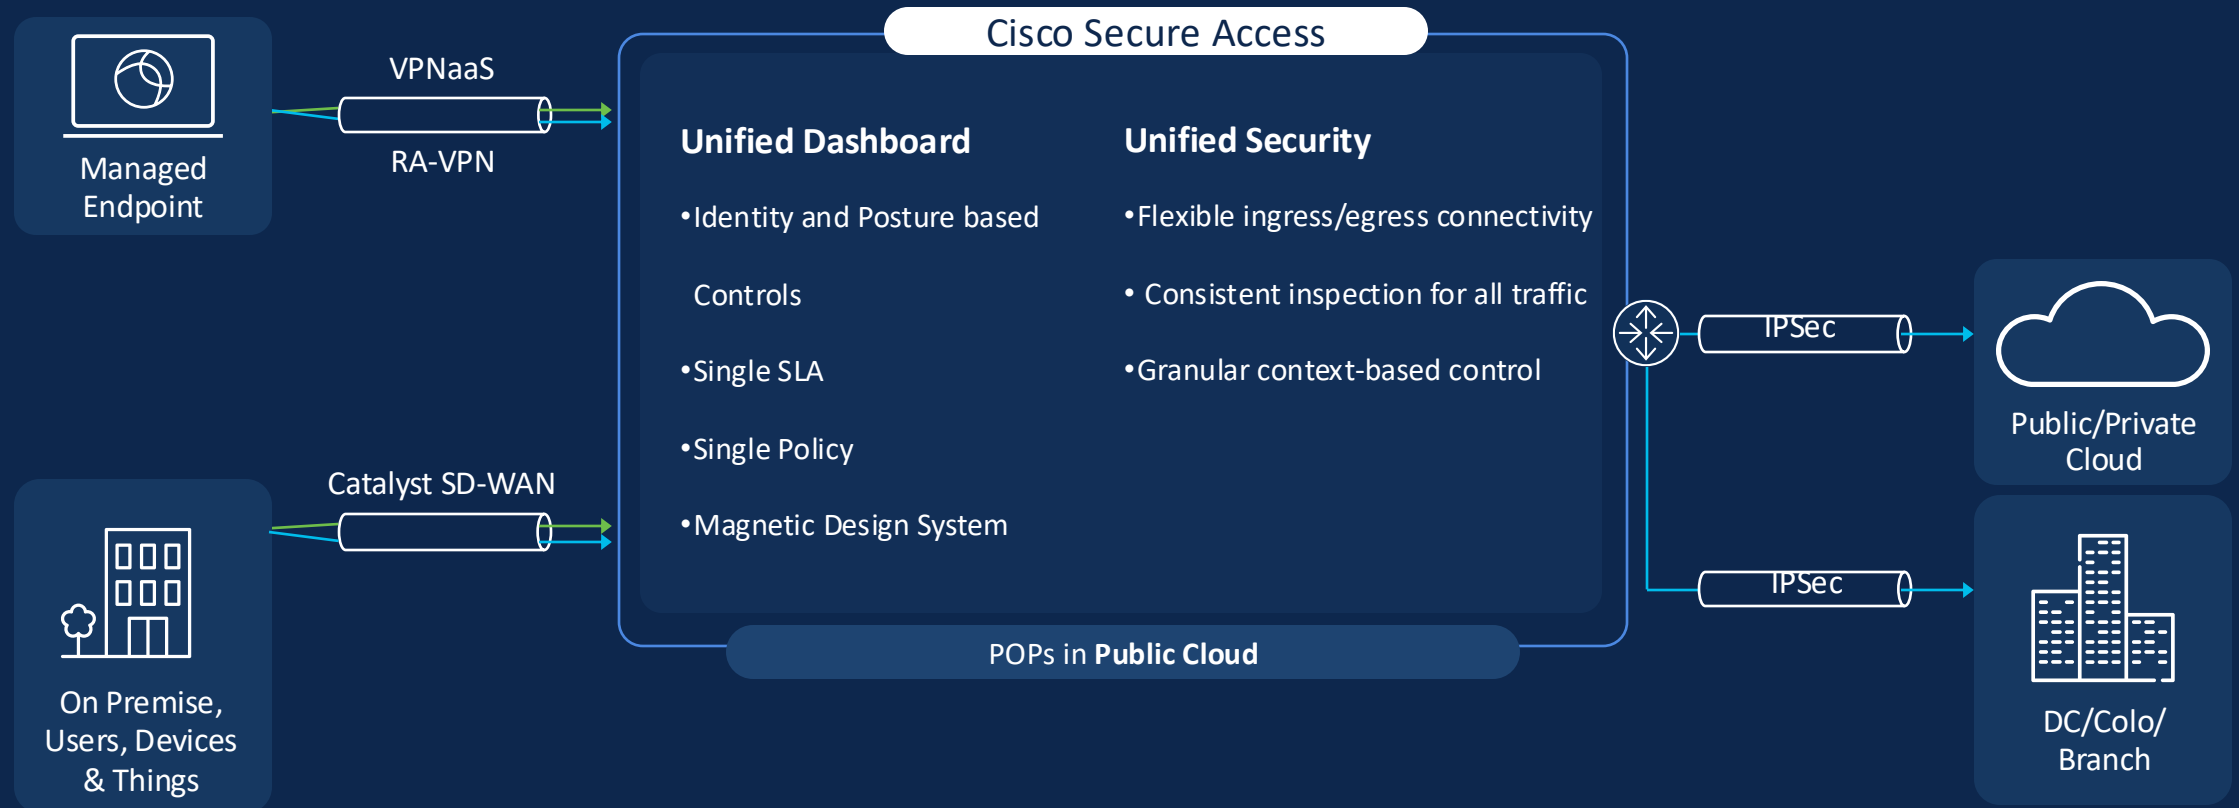 Cisco Secure Access
VPNaaS
RA-VPN
Managed
Endpoint
Catalyst SD-WAN
On Premise,
Users, Devices
& Things
Unified Dashboard
•Identity and Posture based
Controls
•Single SLA
•Single Policy
•Magnetic Design System
Unified Security
•Flexible ingress/egress connectivity
• Consistent inspection for all traffic
•Granular context-based control
POPs in Public Cloud
IPSec
Public/Private
Cloud
IPSec
DC/Colo/
Branch